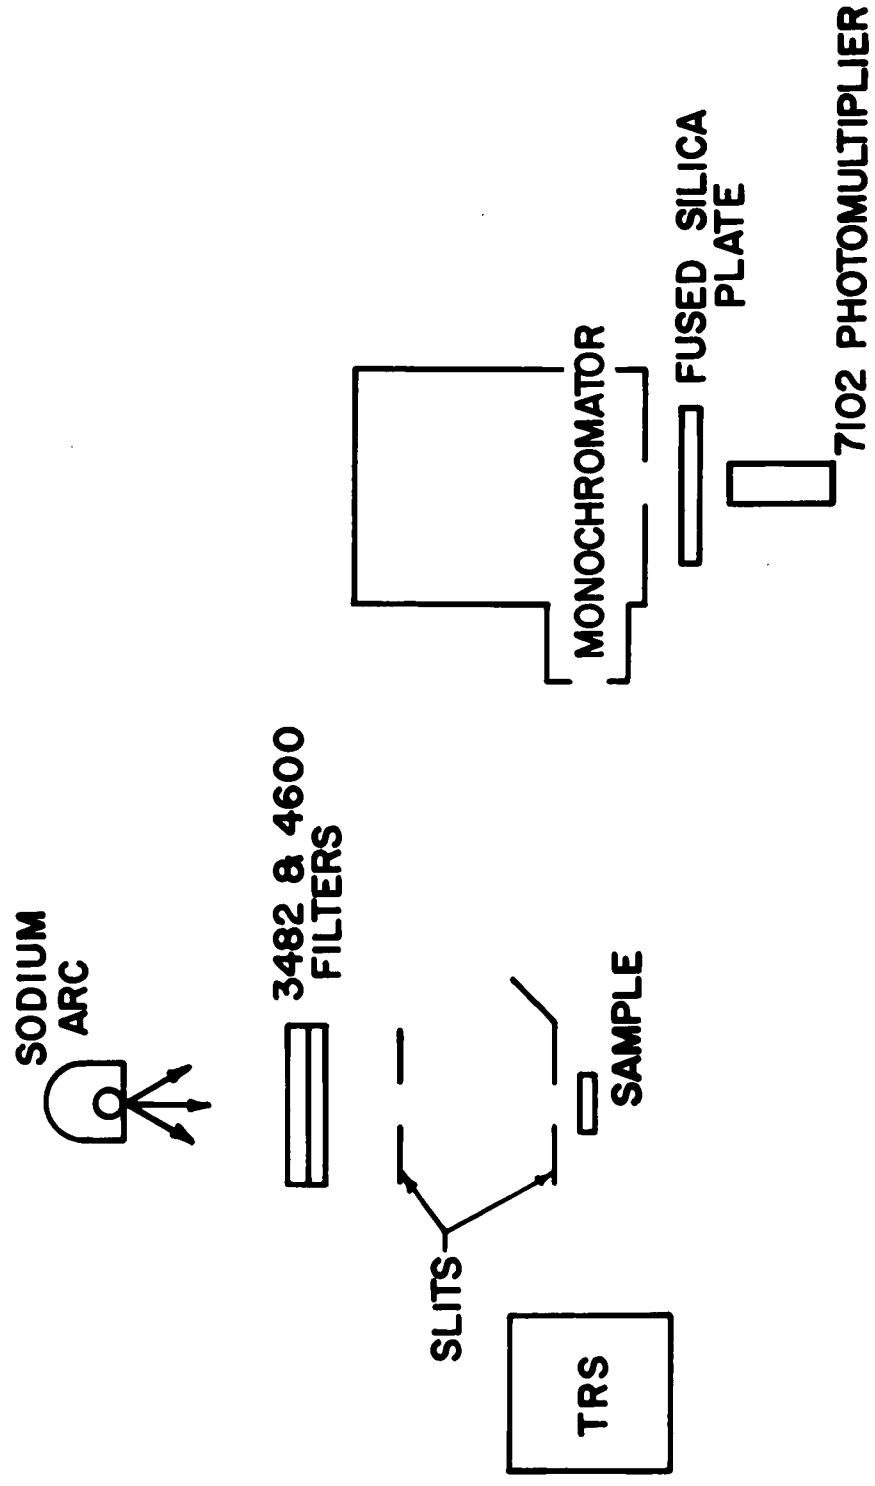 SODIUM
ARC
3482 & 4600
FILTERS
SLITS
TRS
SAMPLE
MONOCHROMATOR
FUSED SILICA
PLATE
7102 PHOTOMULTIPLIER